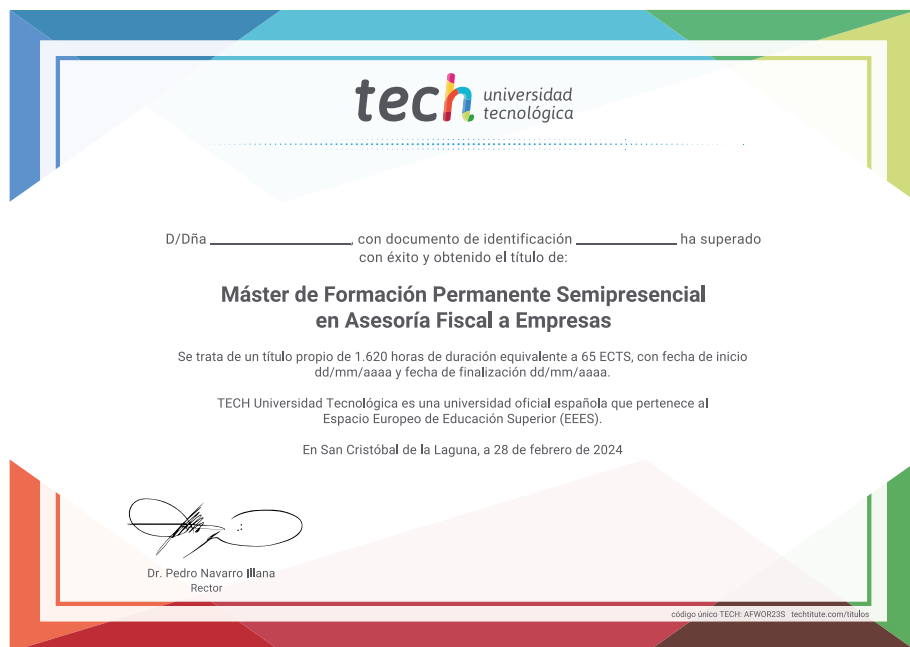 tech universidad
tecnológica
D/Dña ____________________, con documento de identificación ______________ ha superado
con éxito y obtenido el título de:
Máster de Formación Permanente Semipresencial
en Asesoría Fiscal a Empresas
Se trata de un título propio de 1.620 horas de duración equivalente a 65 ECTS, con fecha de inicio
dd/mm/aaaa y fecha de finalización dd/mm/aaaa.
TECH Universidad Tecnológica es una universidad oficial española que pertenece al
Espacio Europeo de Educación Superior (EEES).
En San Cristóbal de la Laguna, a 28 de febrero de 2024
Dr. Pedro Navarro Illana
Rector
código único TECH: AFWOR23S techtitute.com/titulos